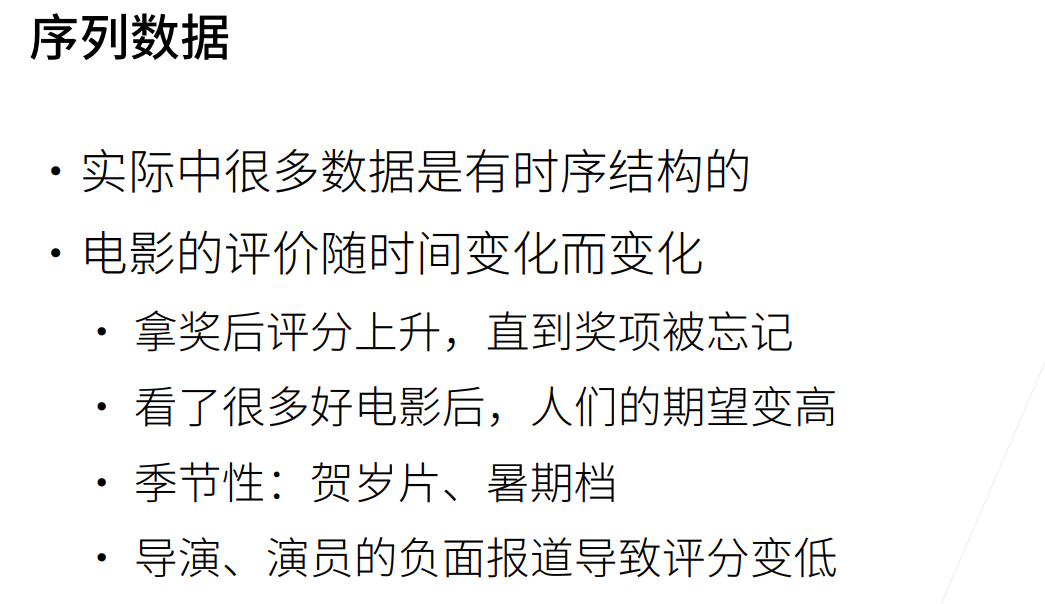 序列数据
• 实际中很多数据是有时序结构的
• 电影的评价随时间变化而变化
• 拿奖后评分上升，直到奖项被忘记
• 看了很多好电影后，人们的期望变高
• 季节性：贺岁片、暑期档
• 导演、演员的负面报道导致评分变低